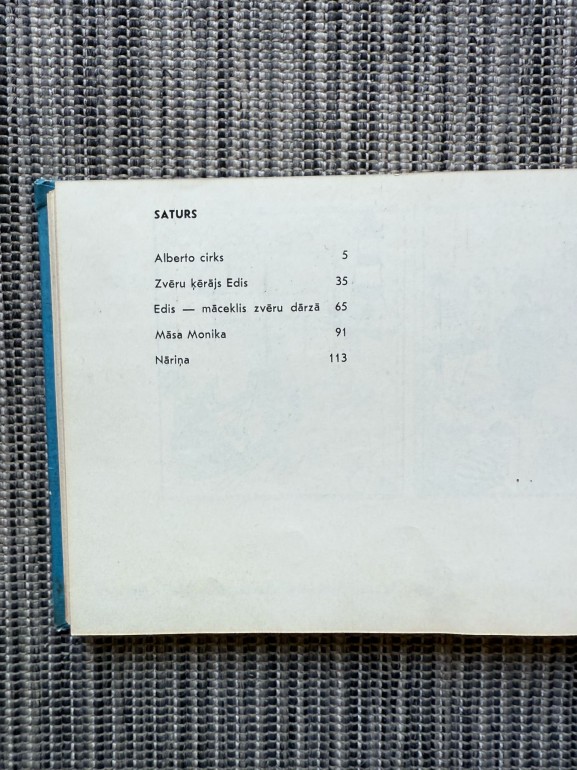 SATURS
Alberto cirks 5
Zvēru ķērājs Edis 35
Edis — māceklis zvēru dārzā 65
Māsa Monika 91
Nāriņa 113